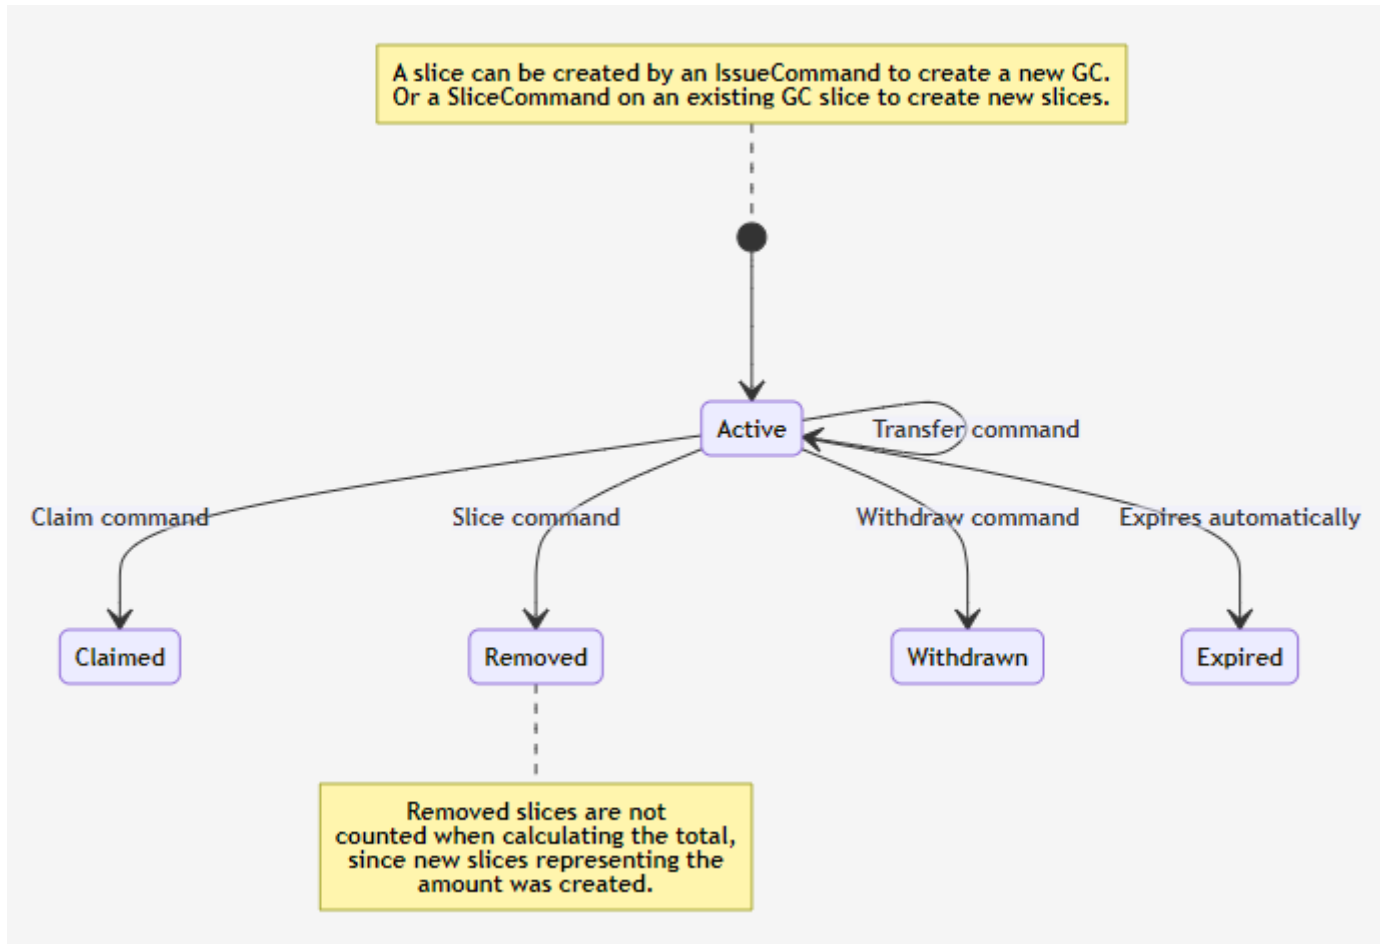 A slice can be created by an IssueCommand to create a new GC.
Or a SliceCommand on an existing GC slice to create new slices.
Active
Transfer command
Claim command
Slice command
Withdraw command
Expires automatically
Claimed
Removed
Withdrawn
Expired
Removed slices are not
counted when calculating the total,
since new slices representing the
amount was created.